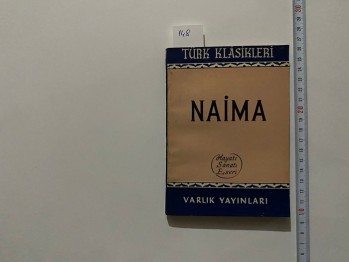 148
TÜRK KLASİKLERİ
NAİMA
Hayatı
Sanatı
Eseri
VARLIK YAYINLARI